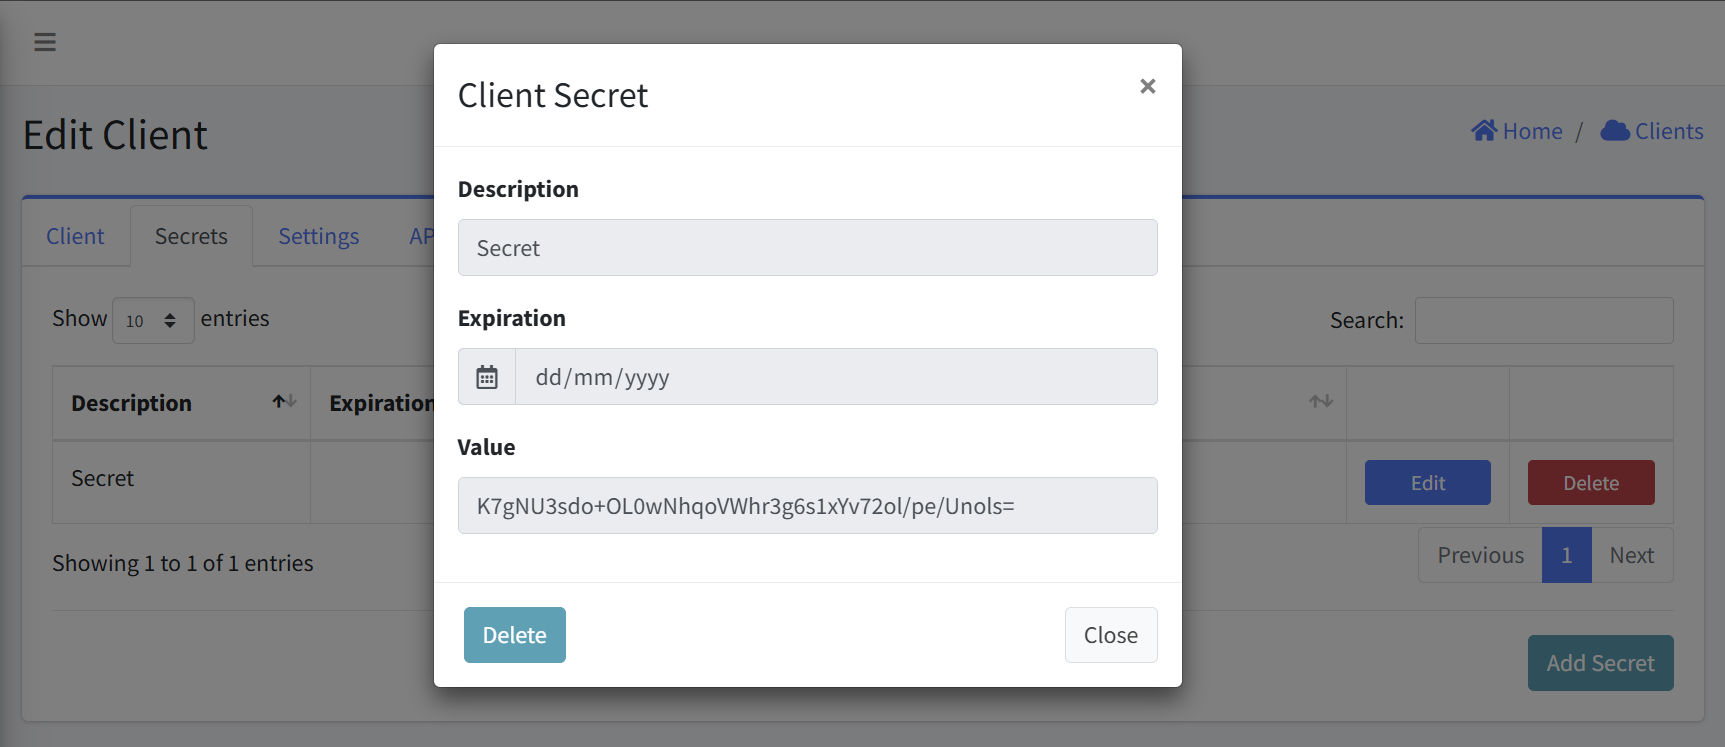 Client Secret
×
Edit Client
Home / Clients
Description
Client
Secrets
Settings
AP
Secret
Show 10 entries
Search:
Expiration
dd/mm/yyyy
Description
Expiration
Value
Secret
K7gNU3sdo+OL0wNhqoVWhr3g6s1xYv72ol/pe/Unols=
Edit
Delete
Showing 1 to 1 of 1 entries
Previous 1 Next
Delete
Close
Add Secret